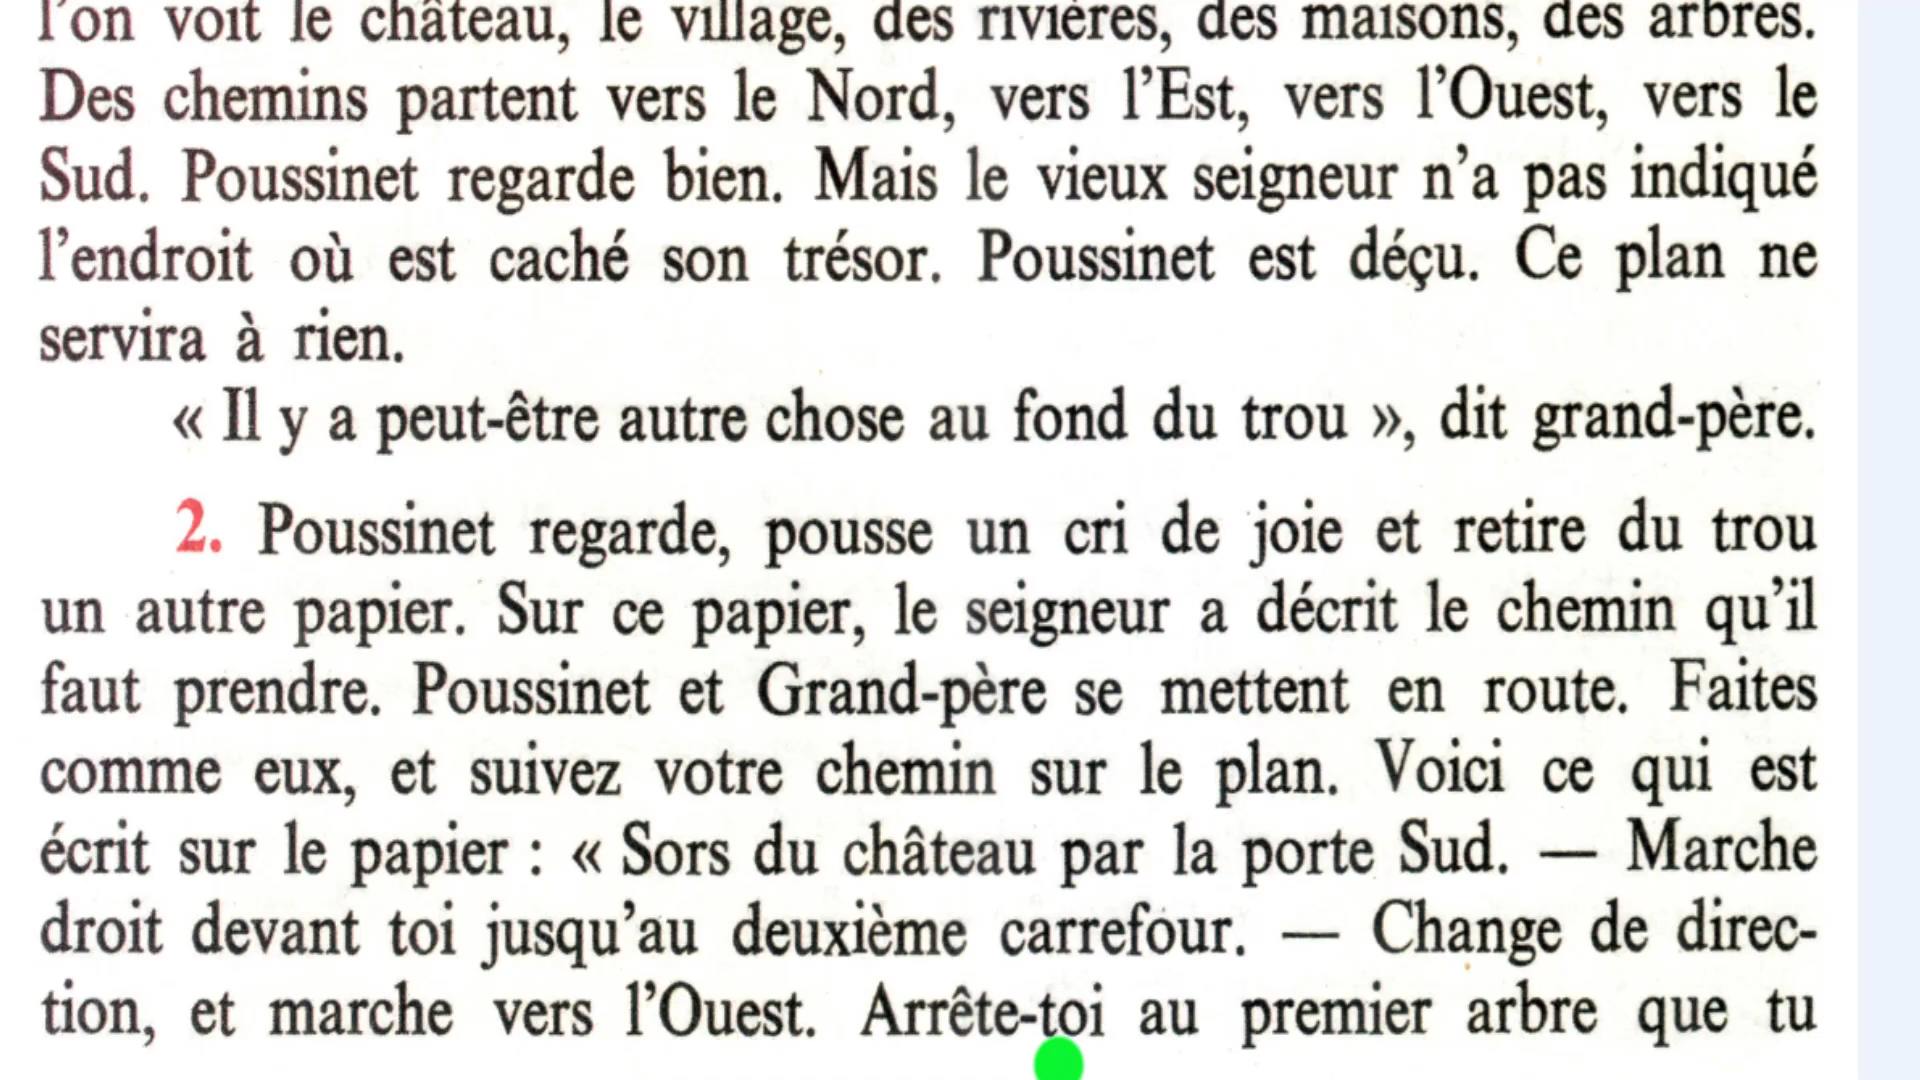 l'on voit le château, le village, des rivières, des maisons, des arbres.
Des chemins partent vers le Nord, vers l'Est, vers l'Ouest, vers le
Sud. Poussinet regarde bien. Mais le vieux seigneur n'a pas indiqué
l'endroit où est caché son trésor. Poussinet est déçu. Ce plan ne
servira à rien.
« Il y a peut-être autre chose au fond du trou », dit grand-père.
2. Poussinet regarde, pousse un cri de joie et retire du trou
un autre papier. Sur ce papier, le seigneur a décrit le chemin qu'il
faut prendre. Poussinet et Grand-père se mettent en route. Faites
comme eux, et suivez votre chemin sur le plan. Voici ce qui est
écrit sur le papier : « Sors du château par la porte Sud. — Marche
droit devant toi jusqu'au deuxième carrefour. — Change de direc-
tion, et marche vers l'Ouest. Arrête-toi au premier arbre que tu